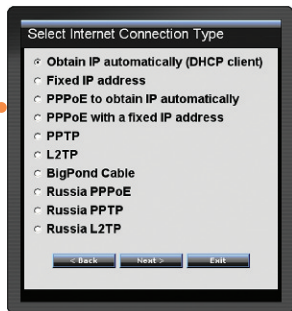 Select Internet Connection Type
Obtain IP automatically (DHCP client)
Fixed IP address
PPPoE to obtain IP automatically
PPPoE with a fixed IP address
PPTP
L2TP
BigPond Cable
Russia PPPoE
Russia PPTP
Russia L2TP
< Back Next > Exit